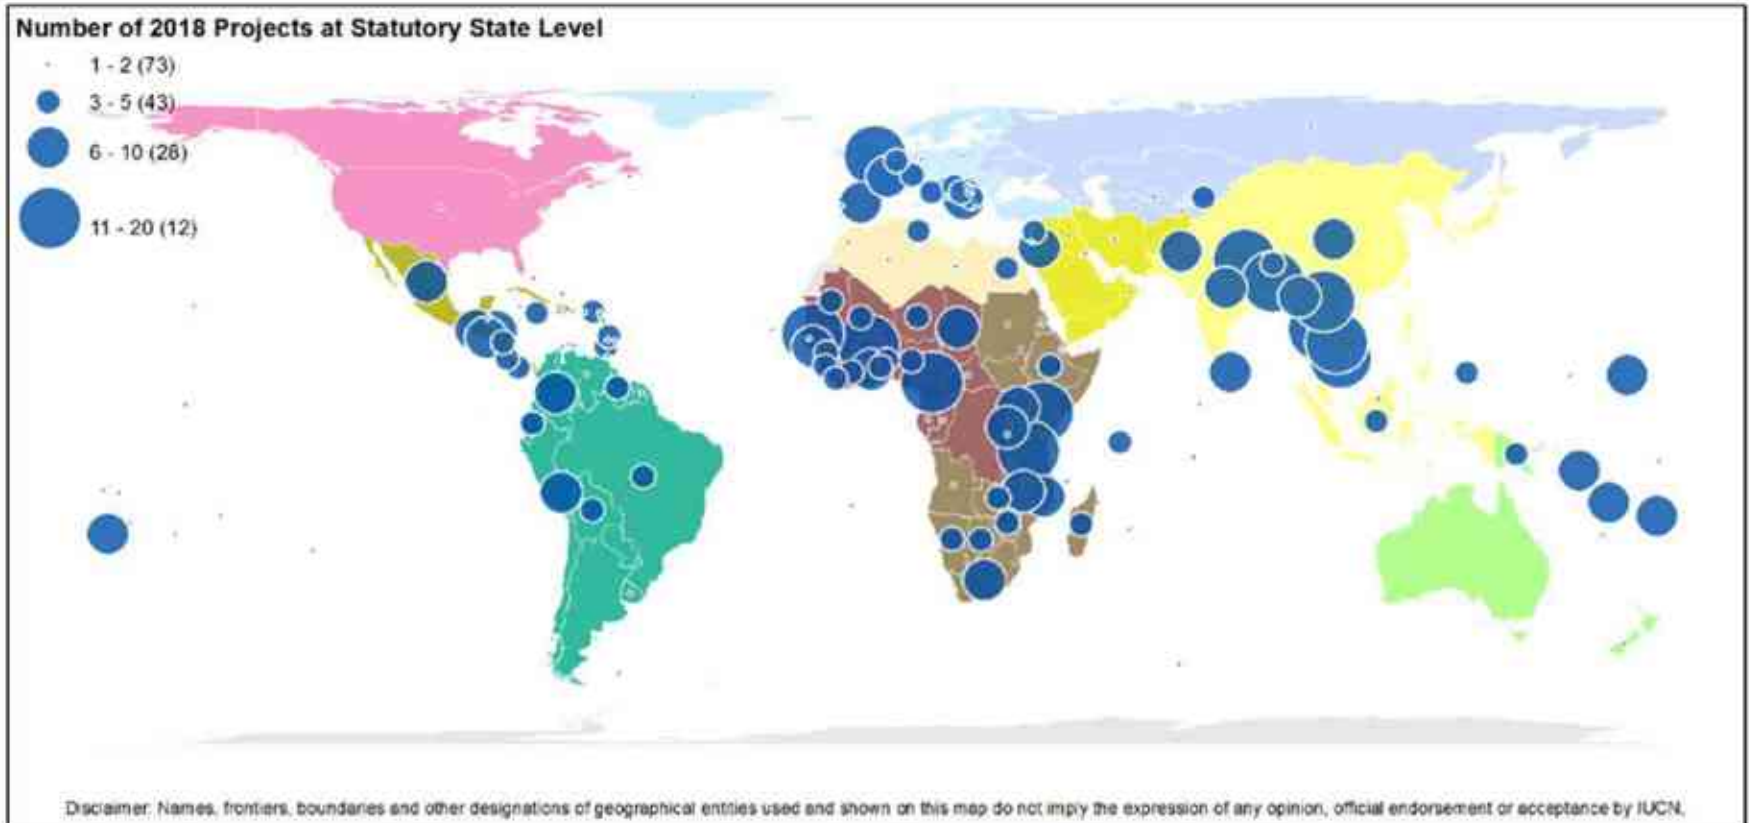 Number of 2018 Projects at Statutory State Level
1 - 2 (73)
3 - 5 (43)
6 - 10 (28)
11 - 20 (12)
Disclaimer: Names, frontiers, boundaries and other designations of geographical entities used and shown on this map do not imply the expression of any opinion, official endorsement or acceptance by IUCN,